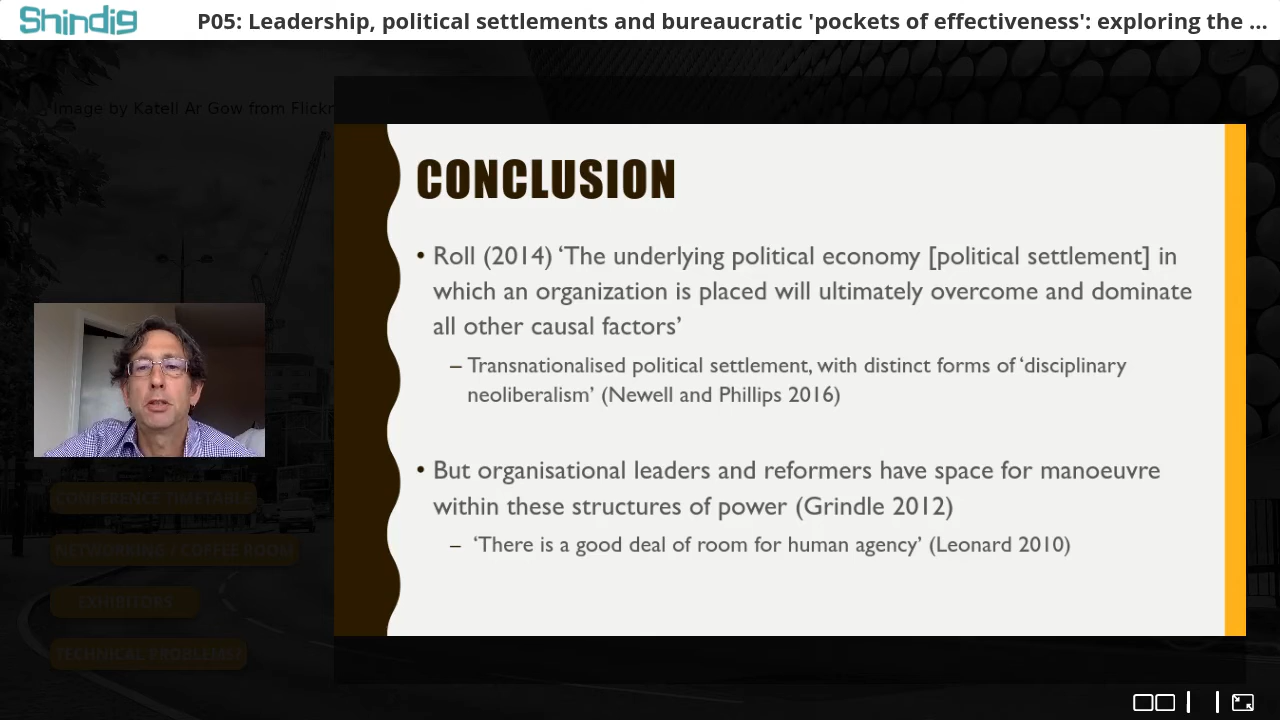 Shindig
P05: Leadership, political settlements and bureaucratic 'pockets of effectiveness': exploring the ...
Image by Katell Ar Gow from Flickr
CONCLUSION
• Roll (2014) ‘The underlying political economy [political settlement] in
which an organization is placed will ultimately overcome and dominate
all other causal factors’
– Transnationalised political settlement, with distinct forms of ‘disciplinary
neoliberalism’ (Newell and Phillips 2016)
• But organisational leaders and reformers have space for manoeuvre
within these structures of power (Grindle 2012)
– ‘There is a good deal of room for human agency’ (Leonard 2010)
CONFERENCE TIMETABLE
NETWORKING / COFFEE ROOM
EXHIBITORS
TECHNICAL PROBLEMS?